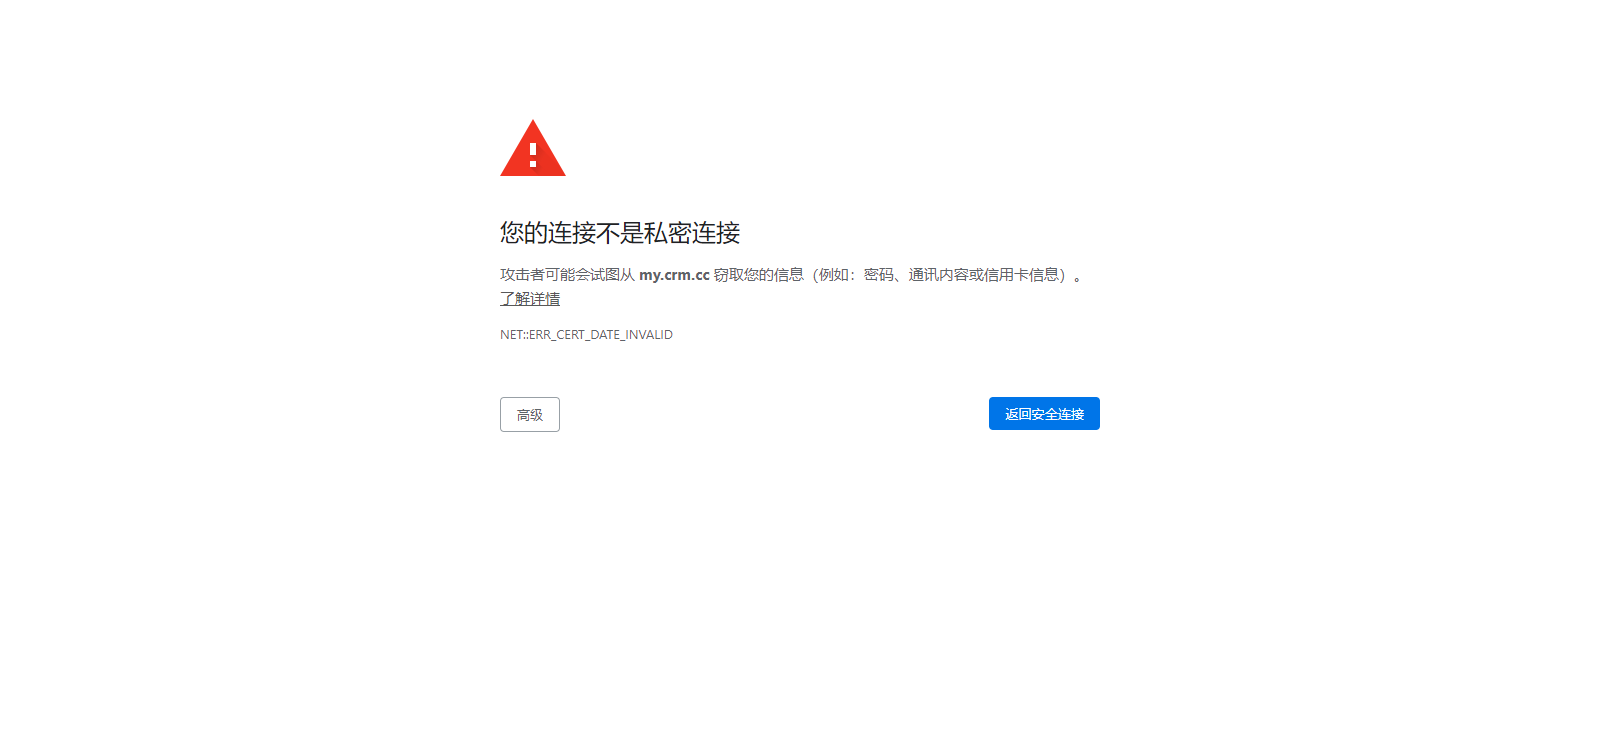 您的连接不是私密连接
攻击者可能会试图从 my.crm.cc 窃取您的信息（例如：密码、通讯内容或信用卡信息）。
了解详情
NET::ERR_CERT_DATE_INVALID
高级
返回安全连接